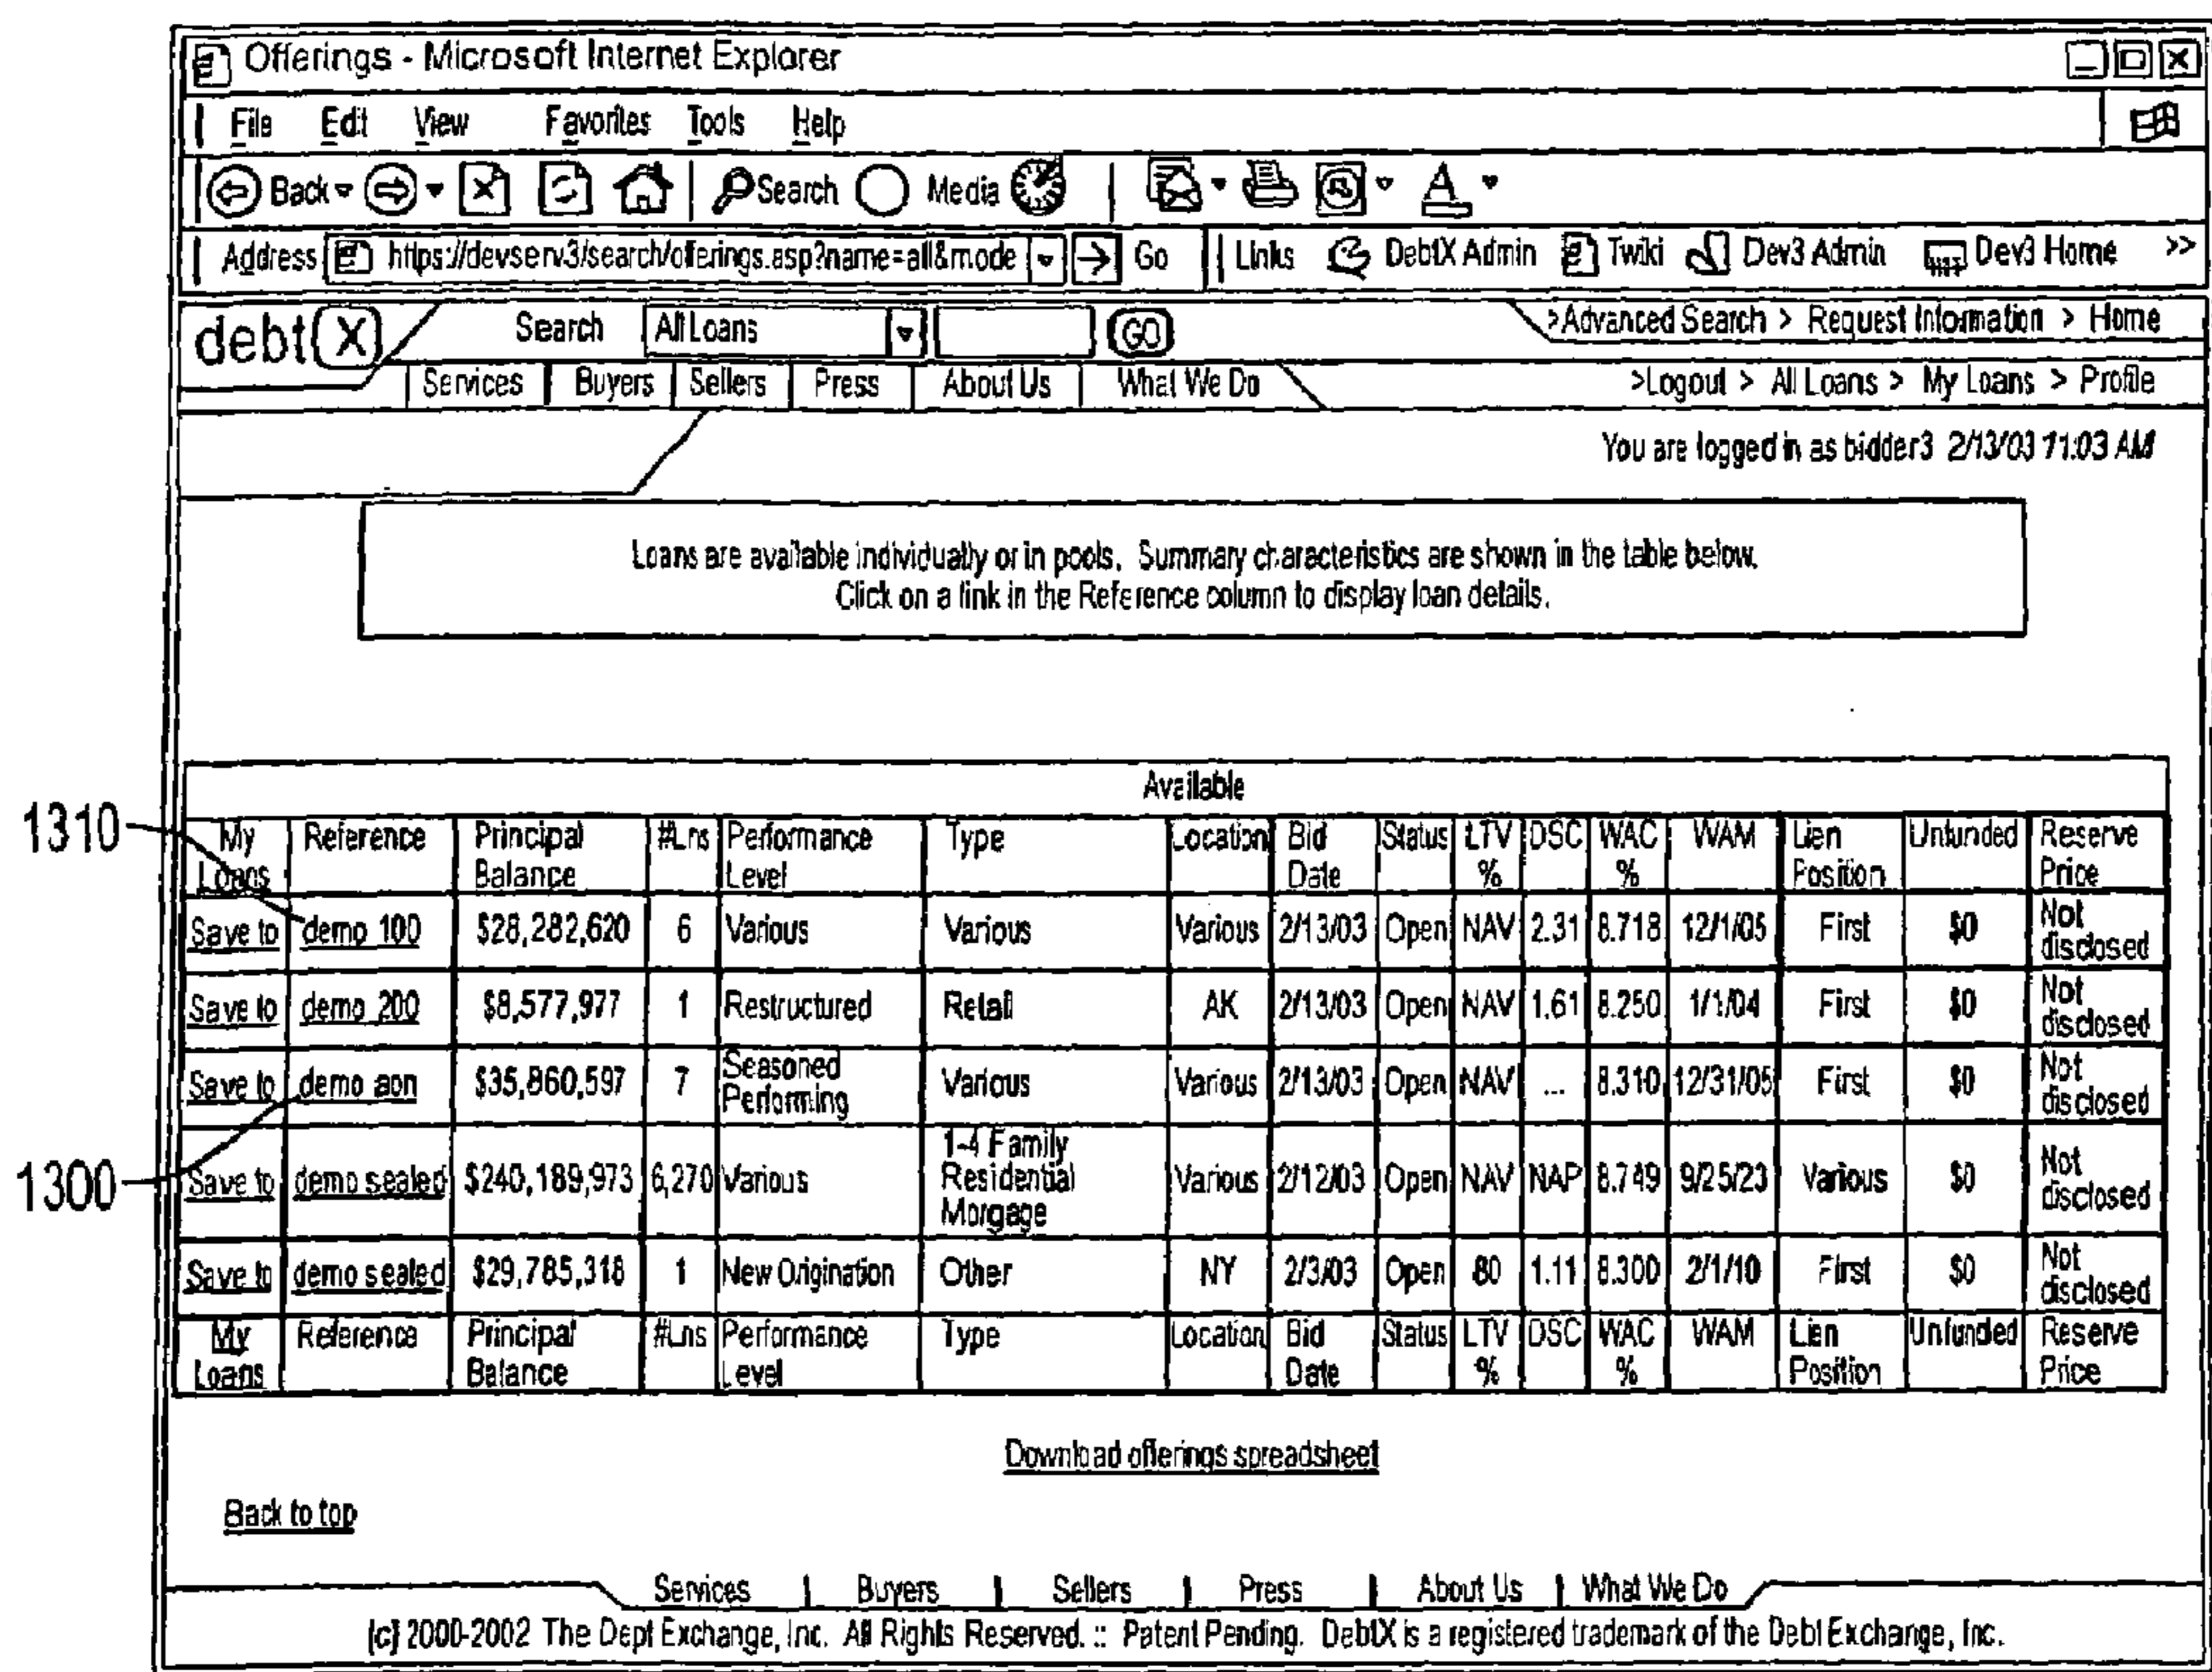 Offerings - Microsoft Internet Explorer
File Edit View Favorites Tools Help
Back Search Media
Address https://devserv3/search/offerings.asp?name=all&mode Go Links DebtX Admin Twiki Dev3 Admin Dev3 Home >>
debt(X) Search All Loans GO >Advanced Search > Request Information > Home
Services Buyers Sellers Press About Us What We Do >Logout > All Loans > My Loans > Profile
You are logged in as bidder3 2/13/03 11:03 AM
Loans are available individually or in pools. Summary characteristics are shown in the table below.
Click on a link in the Reference column to display loan details.
Available
1310
My Loans Reference Principal Balance #Lns Performance Level Type Location Bid Date Status LTV % DSC WAC % WAM Lien Position Unfunded Reserve Price
Save to demo 100 $28,282,620 6 Various Various Various 2/13/03 Open NAV 2.31 8.718 12/1/05 First $0 Not disclosed
Save to demo 200 $8,577,977 1 Restructured Retail AK 2/13/03 Open NAV 1.61 8.250 1/1/04 First $0 Not disclosed
Save to demo aon $35,860,597 7 Seasoned Performing Various Various 2/13/03 Open NAV ... 8.310 12/31/05 First $0 Not disclosed
1300
Save to demo sealed $240,189,973 6,270 Various 1-4 Family Residential Morgage Various 2/12/03 Open NAV NAP 8.749 9/25/23 Various $0 Not disclosed
Save to demo sealed $29,785,318 1 New Origination Other NY 2/3/03 Open 80 1.11 8.300 2/1/10 First $0 Not disclosed
My Loans Reference Principal Balance #Lns Performance Level Type Location Bid Date Status LTV % DSC WAC % WAM Lien Position Unfunded Reserve Price
Download offerings spreadsheet
Back to top
Services | Buyers | Sellers | Press | About Us | What We Do
(c) 2000-2002 The Dept Exchange, Inc. All Rights Reserved. :: Patent Pending. DebtX is a registered trademark of the Debt Exchange, Inc.